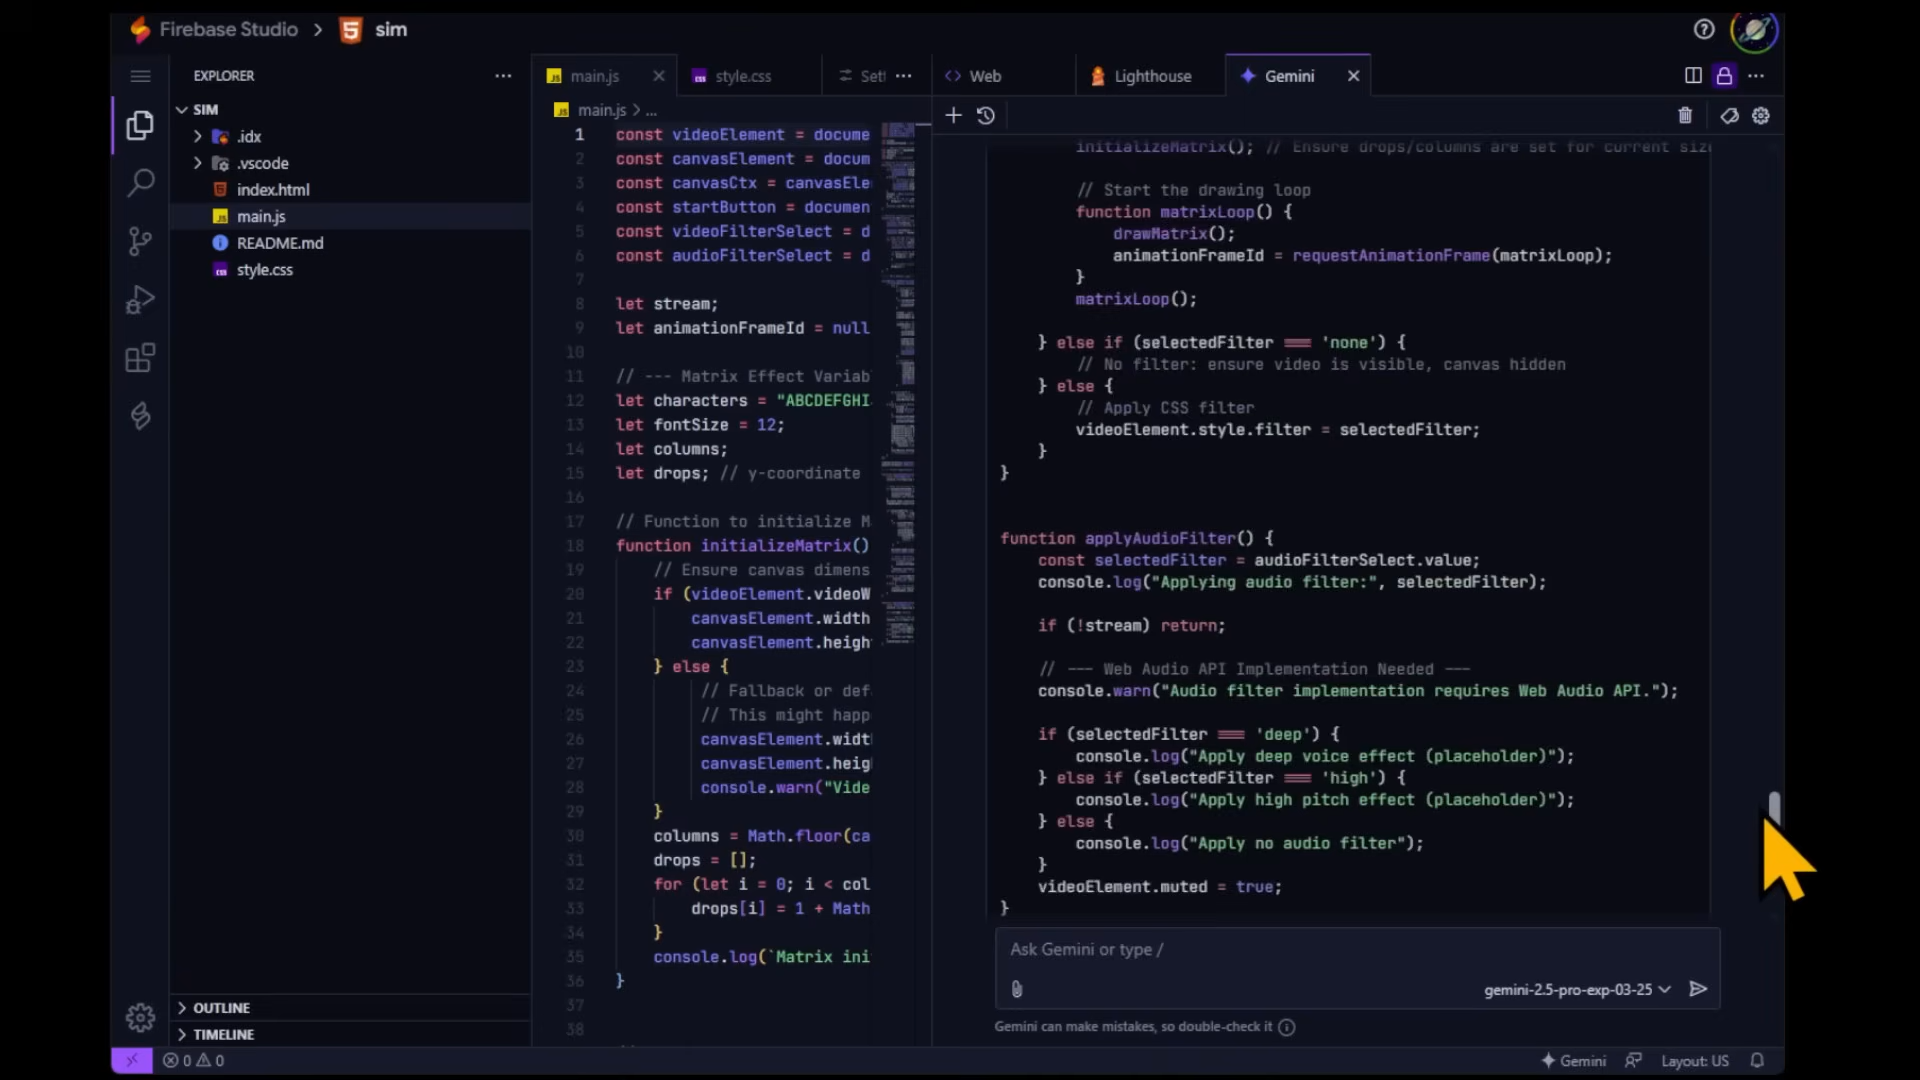 Firebase Studio > sim
EXPLORER
SIM
.idx
.vscode
index.html
main.js
README.md
style.css
OUTLINE
TIMELINE
main.js
style.css
main.js > ...
1 const videoElement = docume
2 const canvasElement = docum
3 const canvasCtx = canvasEle
4 const startButton = documen
5 const videoFilterSelect = d
6 const audioFilterSelect = d
7
8 let stream;
9 let animationFrameId = null
10
11 // --- Matrix Effect Variab
12 let characters = "ABCDEFGHI
13 let fontSize = 12;
14 let columns;
15 let drops; // y-coordinate
16
17 // Function to initialize M
18 function initializeMatrix()
19 // Ensure canvas dimens
20 if (videoElement.videoW
21 canvasElement.width
22 canvasElement.heigh
23 } else {
24 // Fallback or def
25 // This might happ
26 canvasElement.widt
27 canvasElement.heig
28 console.warn("Vide
29 }
30 columns = Math.floor(ca
31 drops = [];
32 for (let i = 0; i < col
33 drops[i] = 1 + Math
34 }
35 console.log(`Matrix ini
36 }
37
38
Web
Lighthouse
Gemini
initializeMatrix(); // Ensure drops/columns are set for current siz
// Start the drawing loop
function matrixLoop() {
drawMatrix();
animationFrameId = requestAnimationFrame(matrixLoop);
}
matrixLoop();
} else if (selectedFilter === 'none') {
// No filter: ensure video is visible, canvas hidden
} else {
// Apply CSS filter
videoElement.style.filter = selectedFilter;
}
}
function applyAudioFilter() {
const selectedFilter = audioFilterSelect.value;
console.log("Applying audio filter:", selectedFilter);
if (!stream) return;
// --- Web Audio API Implementation Needed ---
console.warn("Audio filter implementation requires Web Audio API.");
if (selectedFilter === 'deep') {
console.log("Apply deep voice effect (placeholder)");
} else if (selectedFilter === 'high') {
console.log("Apply high pitch effect (placeholder)");
} else {
console.log("Apply no audio filter");
}
videoElement.muted = true;
}
Ask Gemini or type /
gemini-2.5-pro-exp-03-25
Gemini can make mistakes, so double-check it
0 0
Gemini
Layout: US